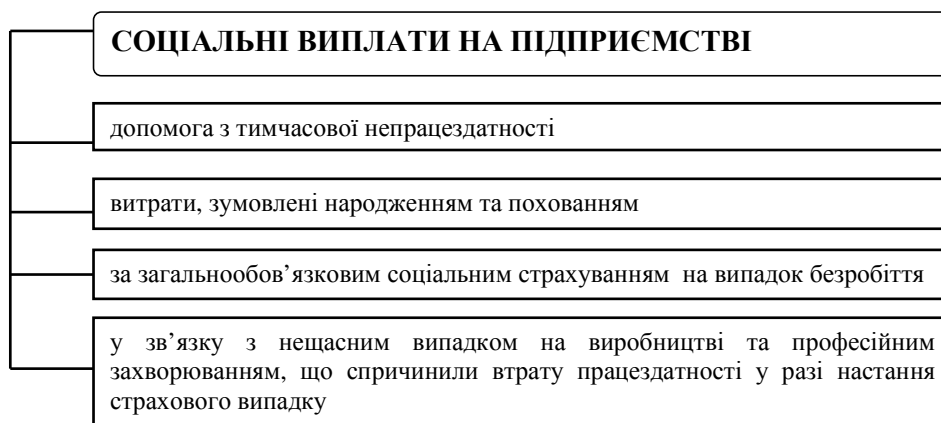 СОЦІАЛЬНІ ВИПЛАТИ НА ПІДПРИЄМСТВІ
допомога з тимчасової непрацездатності
витрати, зумовлені народженням та похованням
за загальнообов’язковим соціальним страхуванням на випадок безробіття
у зв’язку з нещасним випадком на виробництві та професійним
захворюванням, що спричинили втрату працездатності у разі настання
страхового випадку